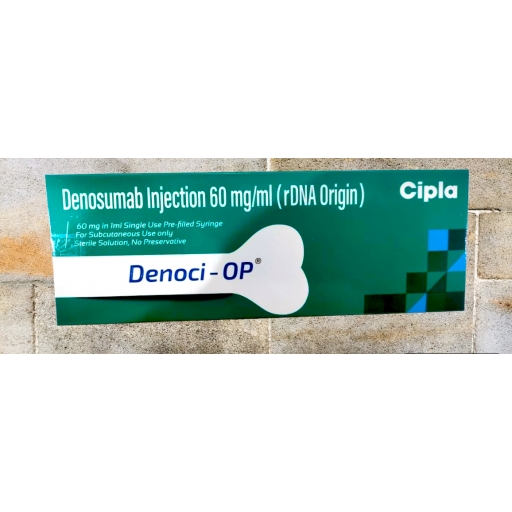 Denosumab Injection 60 mg/ml (rDNA Origin)
Cipla
60 mg in 1ml Single Use Pre-filled Syringe
For Subcutaneous Use only
Sterile Solution, No Preservative
Denoci-OP®